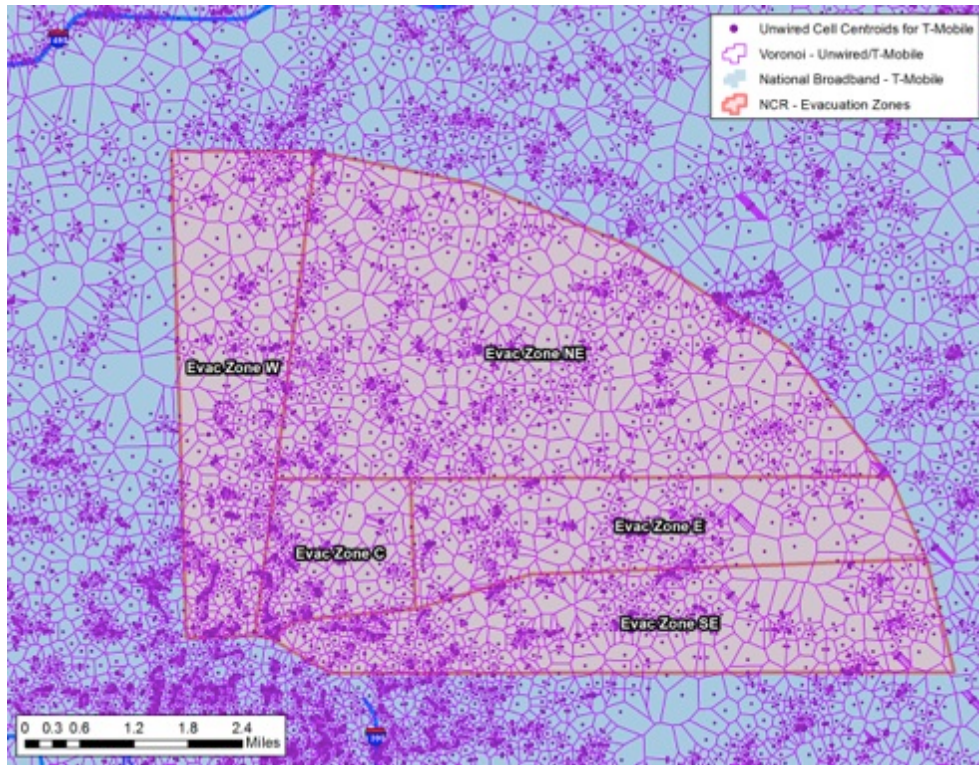 Unwired Cell Centroids for T-Mobile
Voronoi - Unwired/T-Mobile
National Broadband - T-Mobile
NCR - Evacuation Zones
Evac Zone W
Evac Zone NE
Evac Zone E
Evac Zone C
Evac Zone SE
0 0.3 0.6 1.2 1.8 2.4
Miles